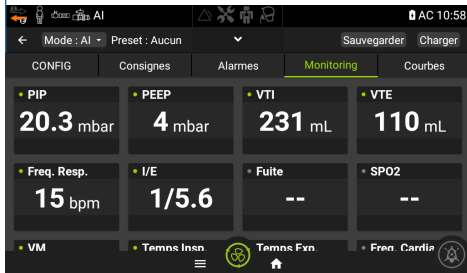 AI
AC 10:58
Mode : AI Preset : Aucun Sauvegarder Charger
CONFIG Consignes Alarmes Monitoring Courbes
PIP PEEP VTI VTE
20.3 mbar 4 mbar 231 mL 110 mL
Freq. Resp. I/E Fuite SPO2
15 bpm 1/5.6 -- --
VM Temps Insp. Temps Exp. Freq. Cardia